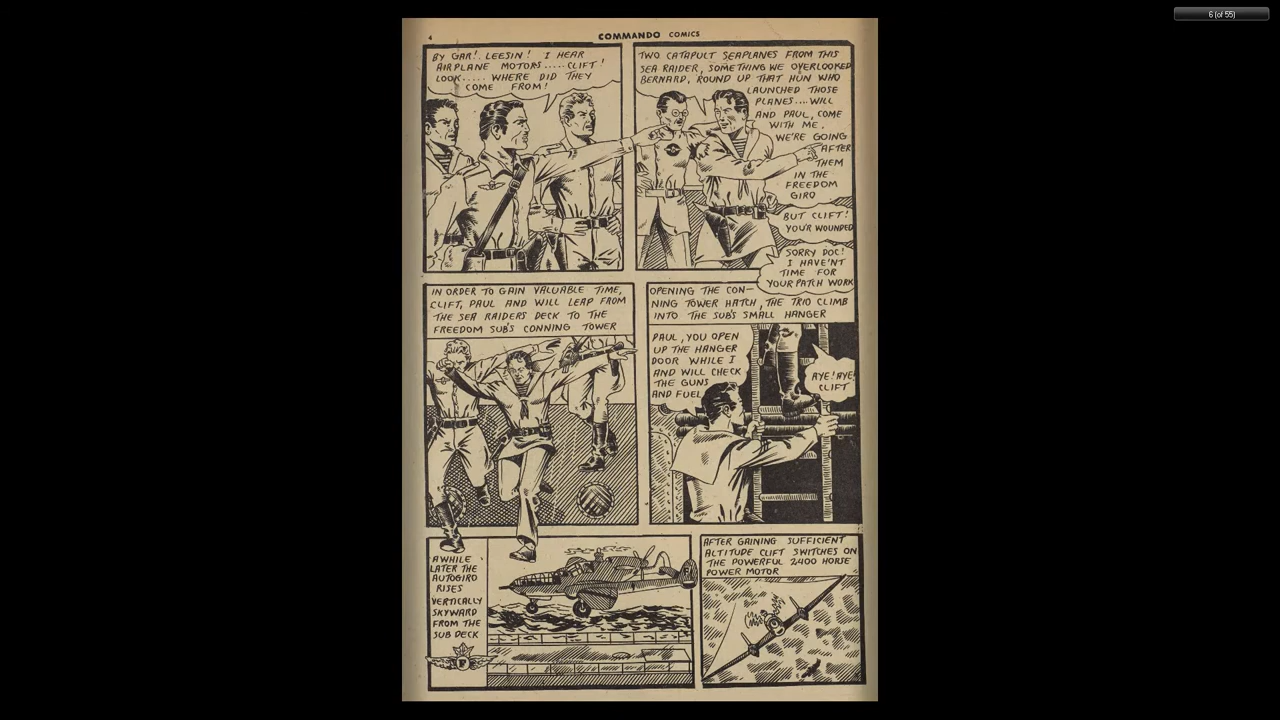 6 (of 55)
4
COMMANDO COMICS
BY GAR! LEESIN! I HEAR
AIRPLANE MOTORS.....CLIFT!
LOOK..... WHERE DID THEY
COME FROM!
TWO CATAPULT SEAPLANES FROM THIS
SEA RAIDER, SOMETHING WE OVERLOOKED
BERNARD, ROUND UP THAT HUN WHO
LAUNCHED THOSE
PLANES....WILL
AND PAUL, COME
WITH ME.
WE'RE GOING
AFTER
THEM
IN THE
FREEDOM
GIRO
BUT CLIFT!
YOU'R WOUNDED
SORRY DOC!
I HAVE'NT
TIME FOR
YOUR PATCH WORK
IN ORDER TO GAIN VALUABLE TIME,
CLIFT, PAUL AND WILL LEAP FROM
THE SEA RAIDERS DECK TO THE
FREEDOM SUB'S CONNING TOWER
OPENING THE CON-
NING TOWER HATCH, THE TRIO CLIMB
INTO THE SUB'S SMALL HANGER
PAUL, YOU OPEN
UP THE HANGER
DOOR WHILE I
AND WILL CHECK
THE GUNS
AND FUEL
AYE! AYE!
CLIFT
AWHILE
LATER THE
AUTOGIRO
RISES
VERTICALLY
SKYWARD
FROM THE
SUB DECK
F
AFTER GAINING SUFFICIENT
ALTITUDE CLIFT SWITCHES ON
THE POWERFUL 2400 HORSE
POWER MOTOR